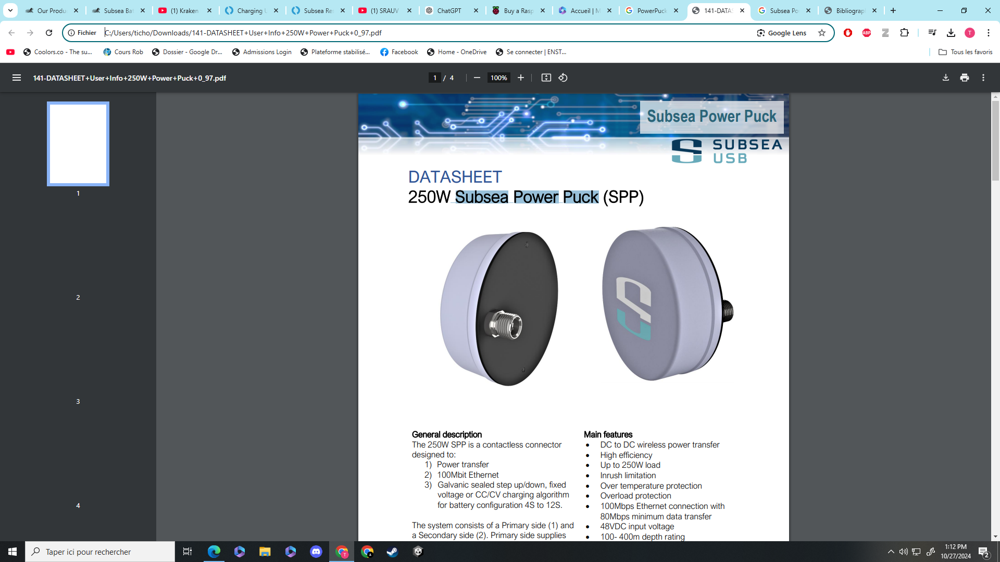 Our Produ
Subsea Bat
(1) Kraken
Charging U
Subsea Res
(1) SRAUV
ChatGPT
Buy a Rasp
Accueil | M
PowerPuck
141-DATAS
Subsea Po
Bibliograp
Fichier
C:/Users/ticho/Downloads/141-DATASHEET+User+Info+250W+Power+Puck+0_97.pdf
Google Lens
ABP
T
Coolors.co - The su...
Cours Rob
Dossier - Google Dr...
Admissions Login
Plateforme stabilisé...
Facebook
Home - OneDrive
Se connecter | ENST...
Tous les favoris
141-DATASHEET+User+Info+250W+Power+Puck+0_97.pdf
1 / 4
100%
1
2
3
4
Subsea Power Puck
SUBSEA
USB
DATASHEET
250W Subsea Power Puck (SPP)
General description
The 250W SPP is a contactless connector
designed to:
1) Power transfer
2) 100Mbit Ethernet
3) Galvanic sealed step up/down, fixed
voltage or CC/CV charging algorithm
for battery configuration 4S to 12S.
The system consists of a Primary side (1) and
a Secondary side (2). Primary side supplies
Main features
• DC to DC wireless power transfer
• High efficiency
• Up to 250W load
• Inrush limitation
• Over temperature protection
• Overload protection
• 100Mbps Ethernet connection with
80Mbps minimum data transfer
• 48VDC input voltage
• 100- 400m depth rating
Taper ici pour rechercher
1:12 PM
10/27/2024
2